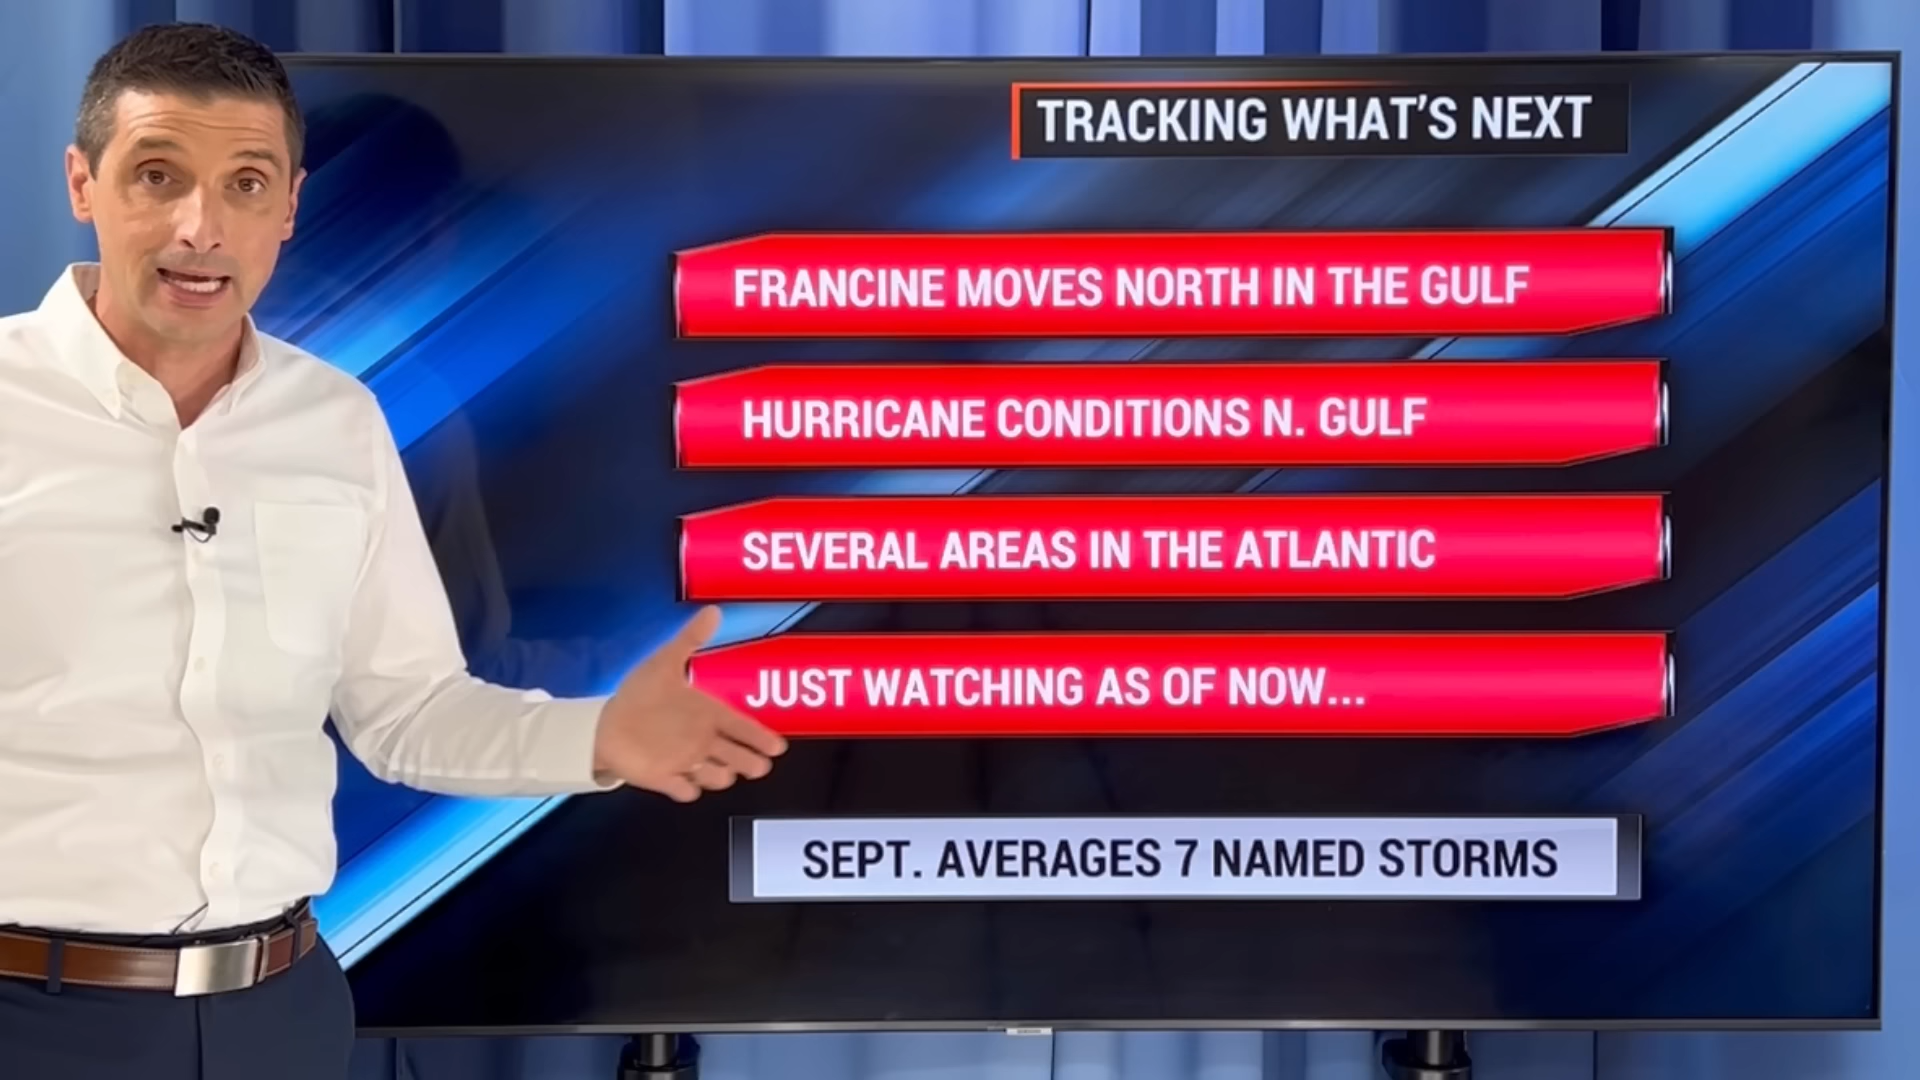 TRACKING WHAT'S NEXT
FRANCINE MOVES NORTH IN THE GULF
HURRICANE CONDITIONS N. GULF
SEVERAL AREAS IN THE ATLANTIC
JUST WATCHING AS OF NOW...
SEPT. AVERAGES 7 NAMED STORMS